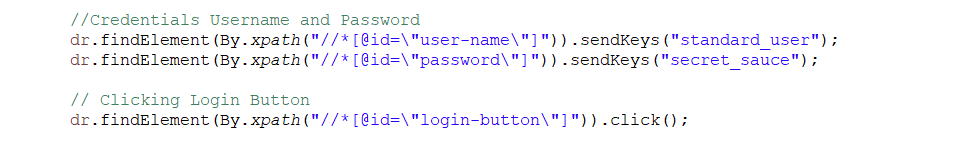 //Credentials Username and Password
dr.findElement(By.xpath("//*[@id=\"user-name\"]")).sendKeys("standard_user");
dr.findElement(By.xpath("//*[@id=\"password\"]")).sendKeys("secret_sauce");
// Clicking Login Button
dr.findElement(By.xpath("//*[@id=\"login-button\"]")).click();